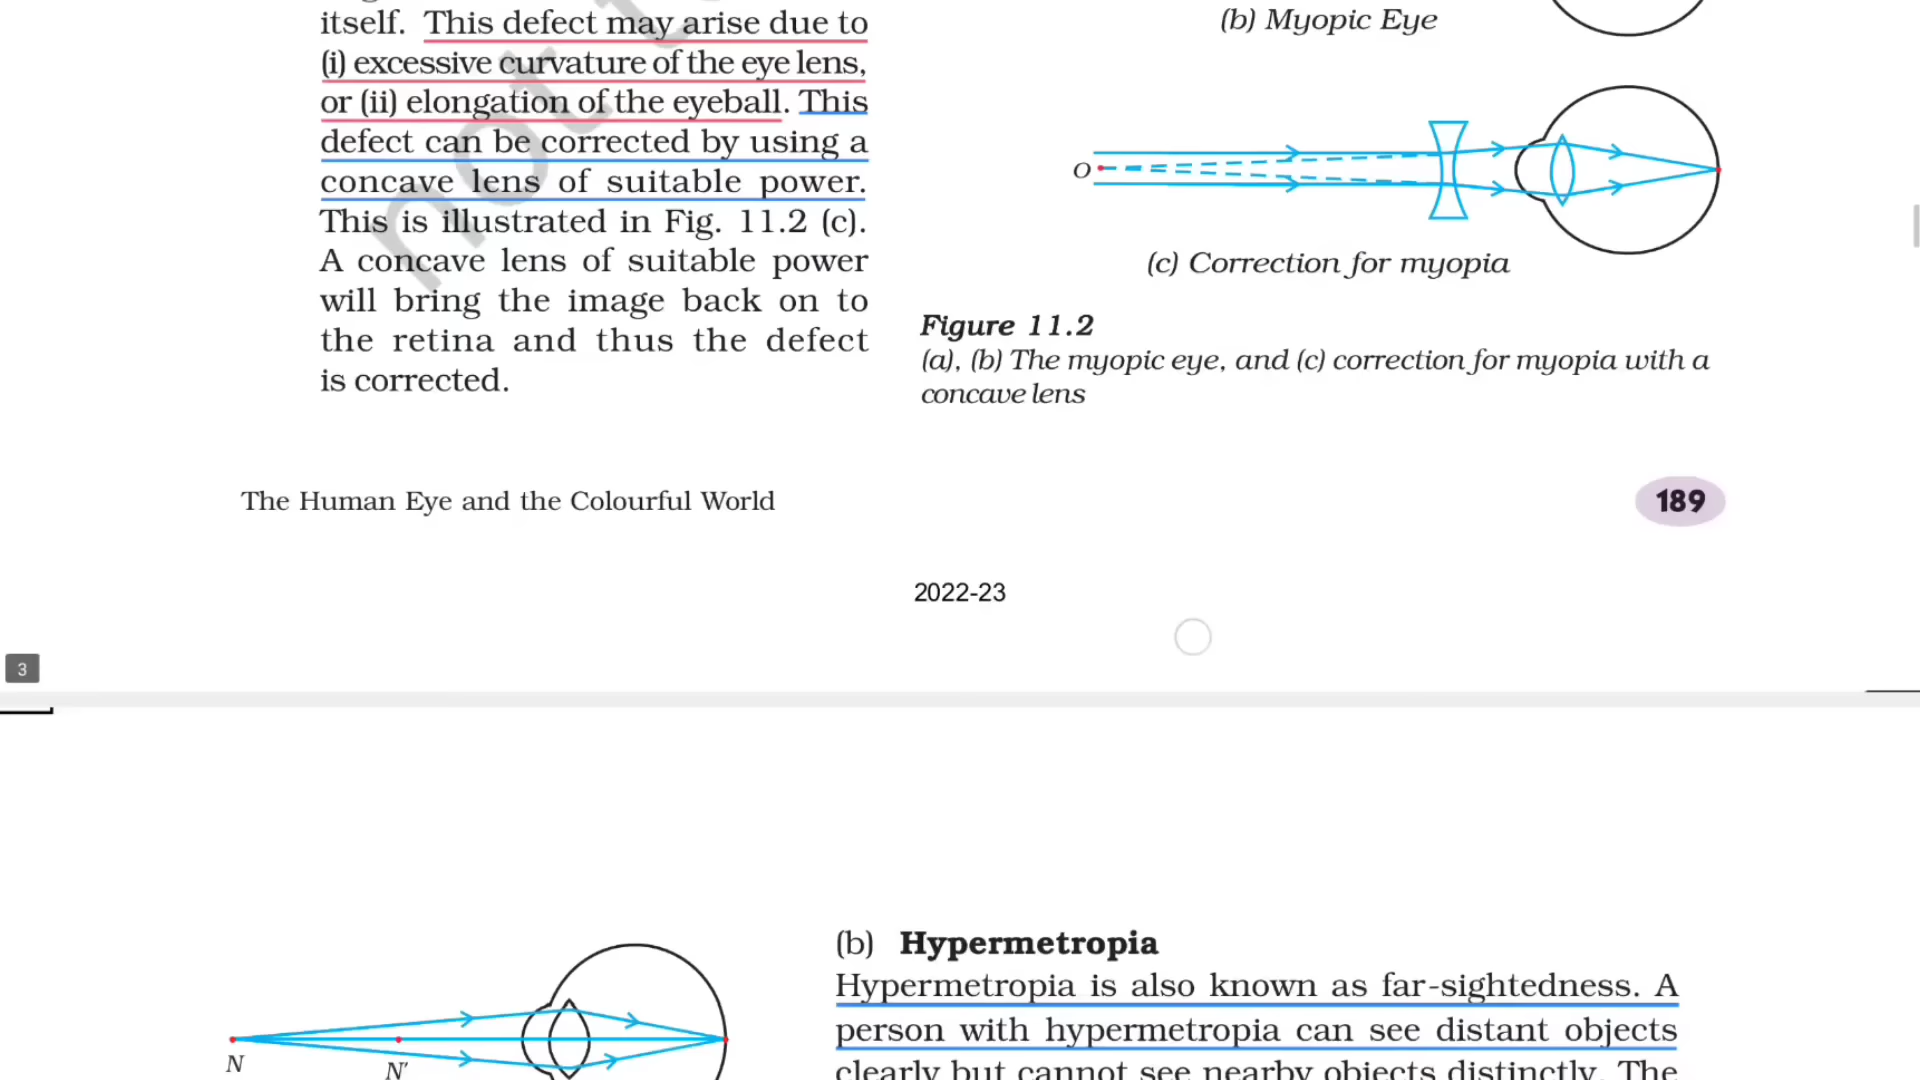 itself. This defect may arise due to
(i) excessive curvature of the eye lens,
or (ii) elongation of the eyeball. This
defect can be corrected by using a
concave lens of suitable power.
This is illustrated in Fig. 11.2 (c).
A concave lens of suitable power
will bring the image back on to
the retina and thus the defect
is corrected.
(b) Myopic Eye
O
(c) Correction for myopia
Figure 11.2
(a), (b) The myopic eye, and (c) correction for myopia with a
concave lens
not
The Human Eye and the Colourful World
189
2022-23
3
N
N'
(b) Hypermetropia
Hypermetropia is also known as far-sightedness. A
person with hypermetropia can see distant objects
clearly but cannot see nearby objects distinctly. The